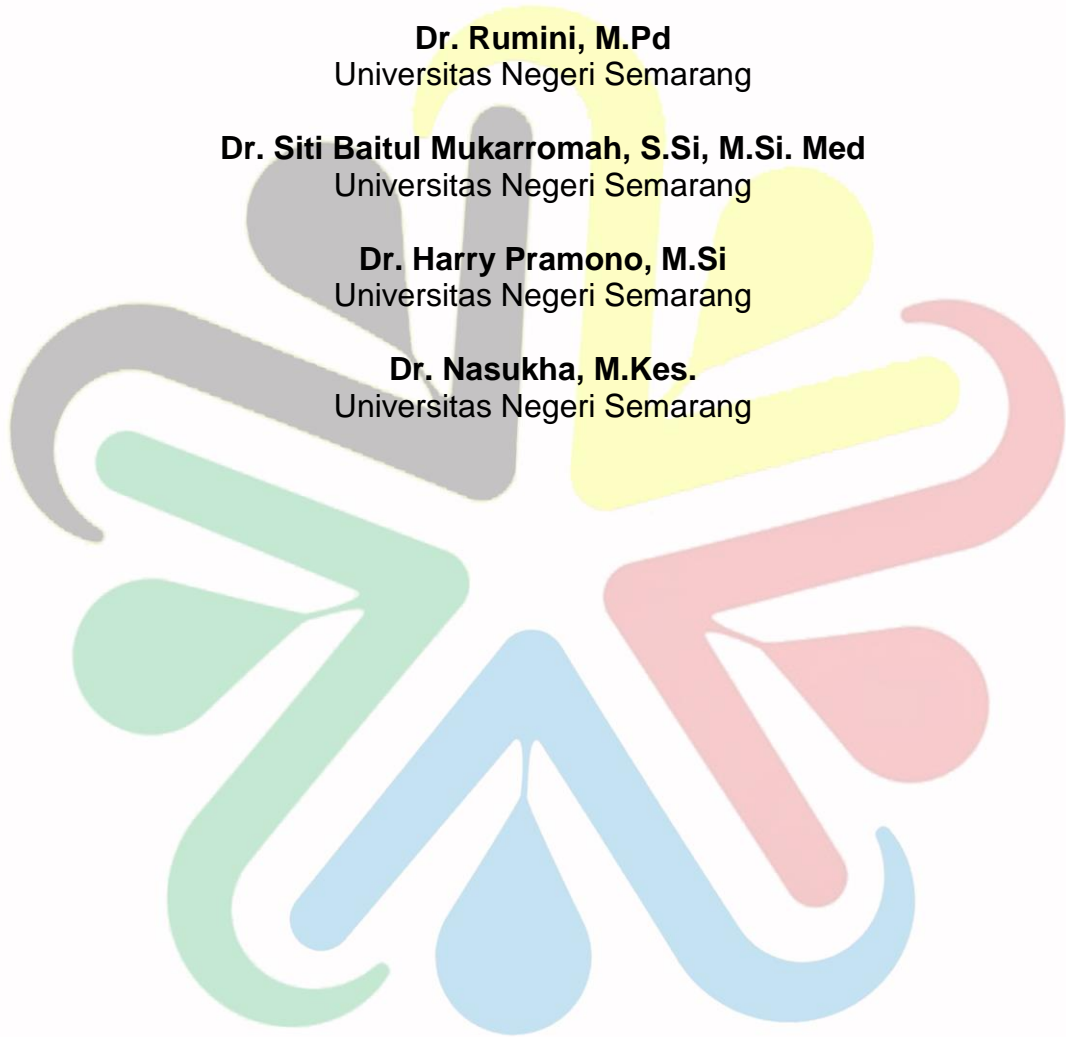 Dr. Rumini, M.Pd
Universitas Negeri Semarang
Dr. Siti Baitul Mukarromah, S.Si, M.Si. Med
Universitas Negeri Semarang
Dr. Harry Pramono, M.Si
Universitas Negeri Semarang
Dr. Nasukha, M.Kes.
Universitas Negeri Semarang